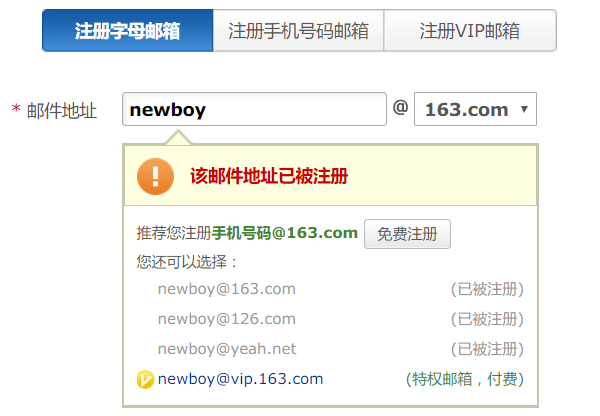 注册字母邮箱 注册手机号码邮箱 注册VIP邮箱
* 邮件地址 newboy @ 163.com
该邮件地址已被注册
推荐您注册手机号码@163.com 免费注册
您还可以选择：
newboy@163.com (已被注册)
newboy@126.com (已被注册)
newboy@yeah.net (已被注册)
newboy@vip.163.com (特权邮箱，付费)